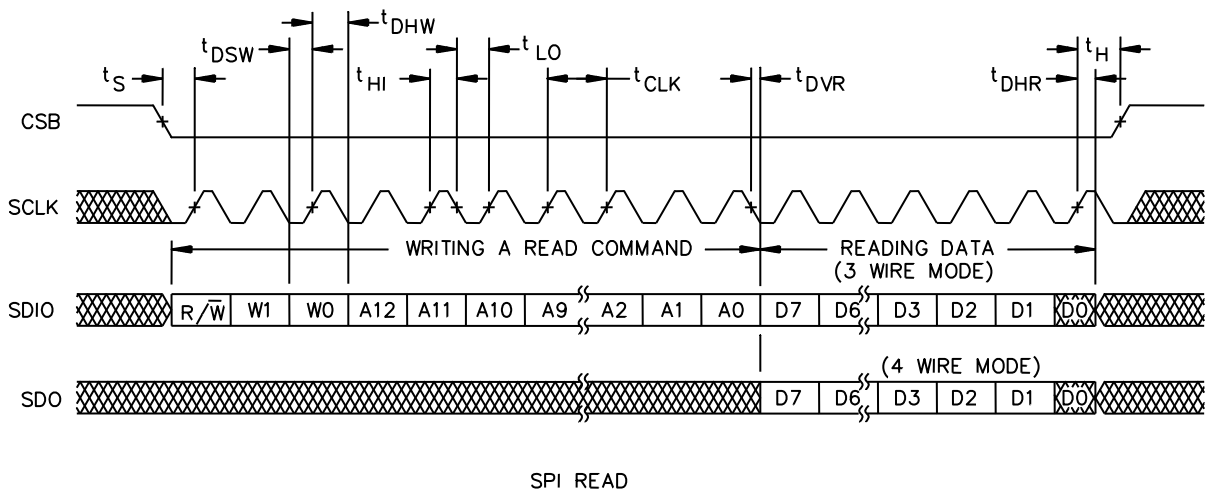 tDHW
tDSW tLO tH
tS tHI tCLK tDVR tDHR
CSB
SCLK
WRITING A READ COMMAND READING DATA
(3 WIRE MODE)
SDIO R/W̅ W1 W0 A12 A11 A10 A9 A2 A1 A0 D7 D6 D3 D2 D1 D0
(4 WIRE MODE)
SDO D7 D6 D3 D2 D1 D0
SPI READ